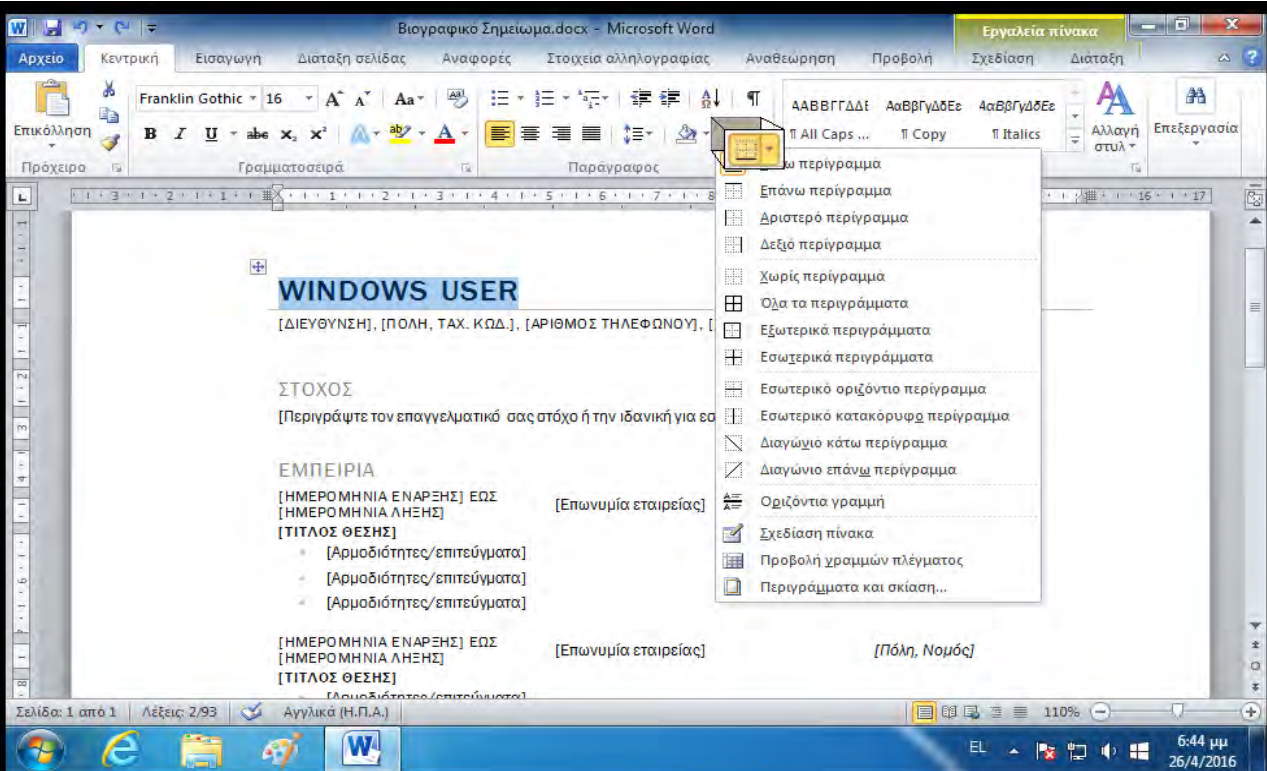 Βιογραφικό Σημείωμα.docx - Microsoft Word
Εργαλεία πίνακα
Αρχείο Κεντρική Εισαγωγή Διάταξη σελίδας Αναφορές Στοιχεία αλληλογραφίας Αναθεώρηση Προβολή Σχεδίαση Διάταξη
Franklin Gothic 16
Επικόλληση
ΑΑΒΒΓΓΔΔΕ ΑαΒβΓγΔδΕε ΑαΒβΓγΔδΕε
¶ All Caps ... ¶ Copy ¶ Italics
Αλλαγή στυλ
Επεξεργασία
Πρόχειρο Γραμματοσειρά Παράγραφος
περίγραμμα
Επάνω περίγραμμα
Αριστερό περίγραμμα
Δεξιό περίγραμμα
Χωρίς περίγραμμα
Όλα τα περιγράμματα
Εξωτερικά περιγράμματα
Εσωτερικά περιγράμματα
Εσωτερικό οριζόντιο περίγραμμα
Εσωτερικό κατακόρυφο περίγραμμα
Διαγώνιο κάτω περίγραμμα
Διαγώνιο επάνω περίγραμμα
Οριζόντια γραμμή
Σχεδίαση πίνακα
Προβολή γραμμών πλέγματος
Περιγράμματα και σκίαση...
WINDOWS USER
[ΔΙΕΥΘΥΝΣΗ], [ΠΟΛΗ, ΤΑΧ. ΚΩΔ.], [ΑΡΙΘΜΟΣ ΤΗΛΕΦΩΝΟΥ], [
ΣΤΟΧΟΣ
[Περιγράψτε τον επαγγελματικό σας στόχο ή την ιδανική για εσ
ΕΜΠΕΙΡΙΑ
[ΗΜΕΡΟΜΗΝΙΑ ΕΝΑΡΞΗΣ] ΕΩΣ
[ΗΜΕΡΟΜΗΝΙΑ ΛΗΞΗΣ]
[Επωνυμία εταιρείας]
[ΤΙΤΛΟΣ ΘΕΣΗΣ]
[Αρμοδιότητες/επιτεύγματα]
[Αρμοδιότητες/επιτεύγματα]
[Αρμοδιότητες/επιτεύγματα]
[ΗΜΕΡΟΜΗΝΙΑ ΕΝΑΡΞΗΣ] ΕΩΣ
[ΗΜΕΡΟΜΗΝΙΑ ΛΗΞΗΣ]
[Επωνυμία εταιρείας] [Πόλη, Νομός]
[ΤΙΤΛΟΣ ΘΕΣΗΣ]
Σελίδα: 1 από 1 Λέξεις: 2/93 Αγγλικά (Η.Π.Α.) 110%
EL 6:44 μμ
26/4/2016